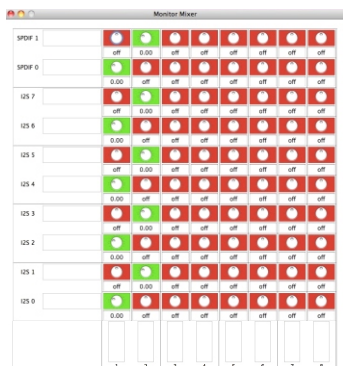 Monitor Mixer
SPDIF 1
off 0.00 off off off off off off
SPDIF 0
0.00 off off off off off off off
I2S 7
off 0.00 off off off off off off
I2S 6
0.00 off off off off off off off
I2S 5
off 0.00 off off off off off off
I2S 4
0.00 off off off off off off off
I2S 3
off 0.00 off off off off off off
I2S 2
0.00 off off off off off off off
I2S 1
off 0.00 off off off off off off
I2S 0
0.00 off off off off off off off